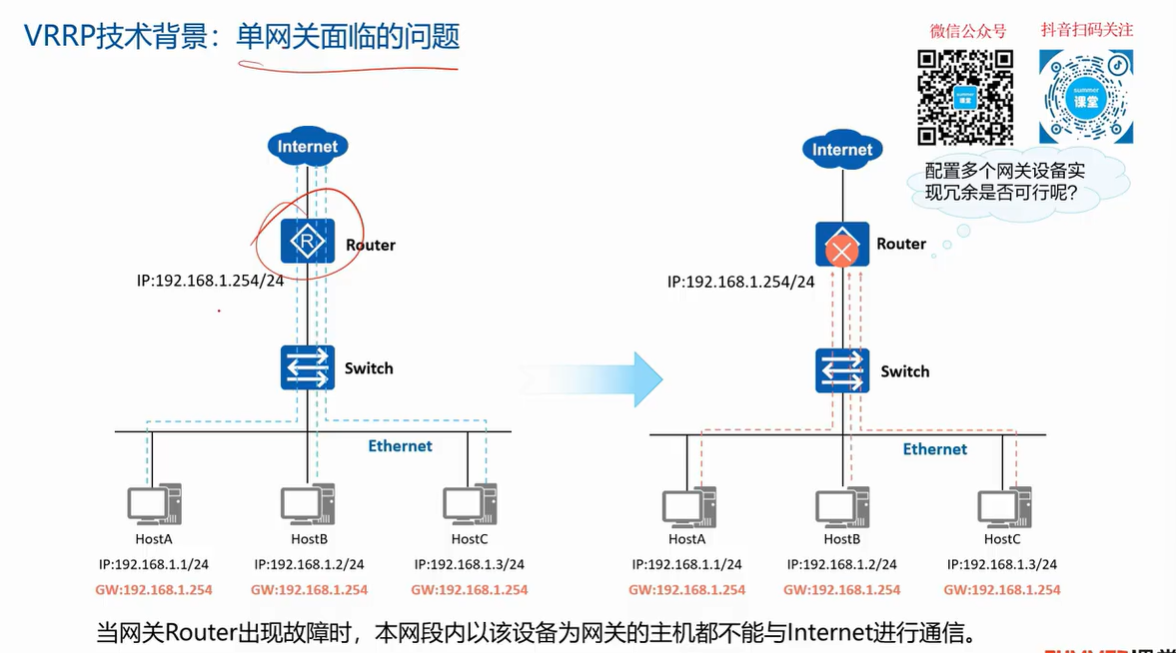 VRRP技术背景：单网关面临的问题
微信公众号
抖音扫码关注
summer
课堂
summer
课堂
配置多个网关设备实
现冗余是否可行呢？
Internet
R
Router
IP:192.168.1.254/24
Switch
Ethernet
HostA
HostB
HostC
IP:192.168.1.1/24
IP:192.168.1.2/24
IP:192.168.1.3/24
GW:192.168.1.254
GW:192.168.1.254
GW:192.168.1.254
Internet
Router
IP:192.168.1.254/24
Switch
Ethernet
HostA
HostB
HostC
IP:192.168.1.1/24
IP:192.168.1.2/24
IP:192.168.1.3/24
GW:192.168.1.254
GW:192.168.1.254
GW:192.168.1.254
当网关Router出现故障时，本网段内以该设备为网关的主机都不能与Internet进行通信。